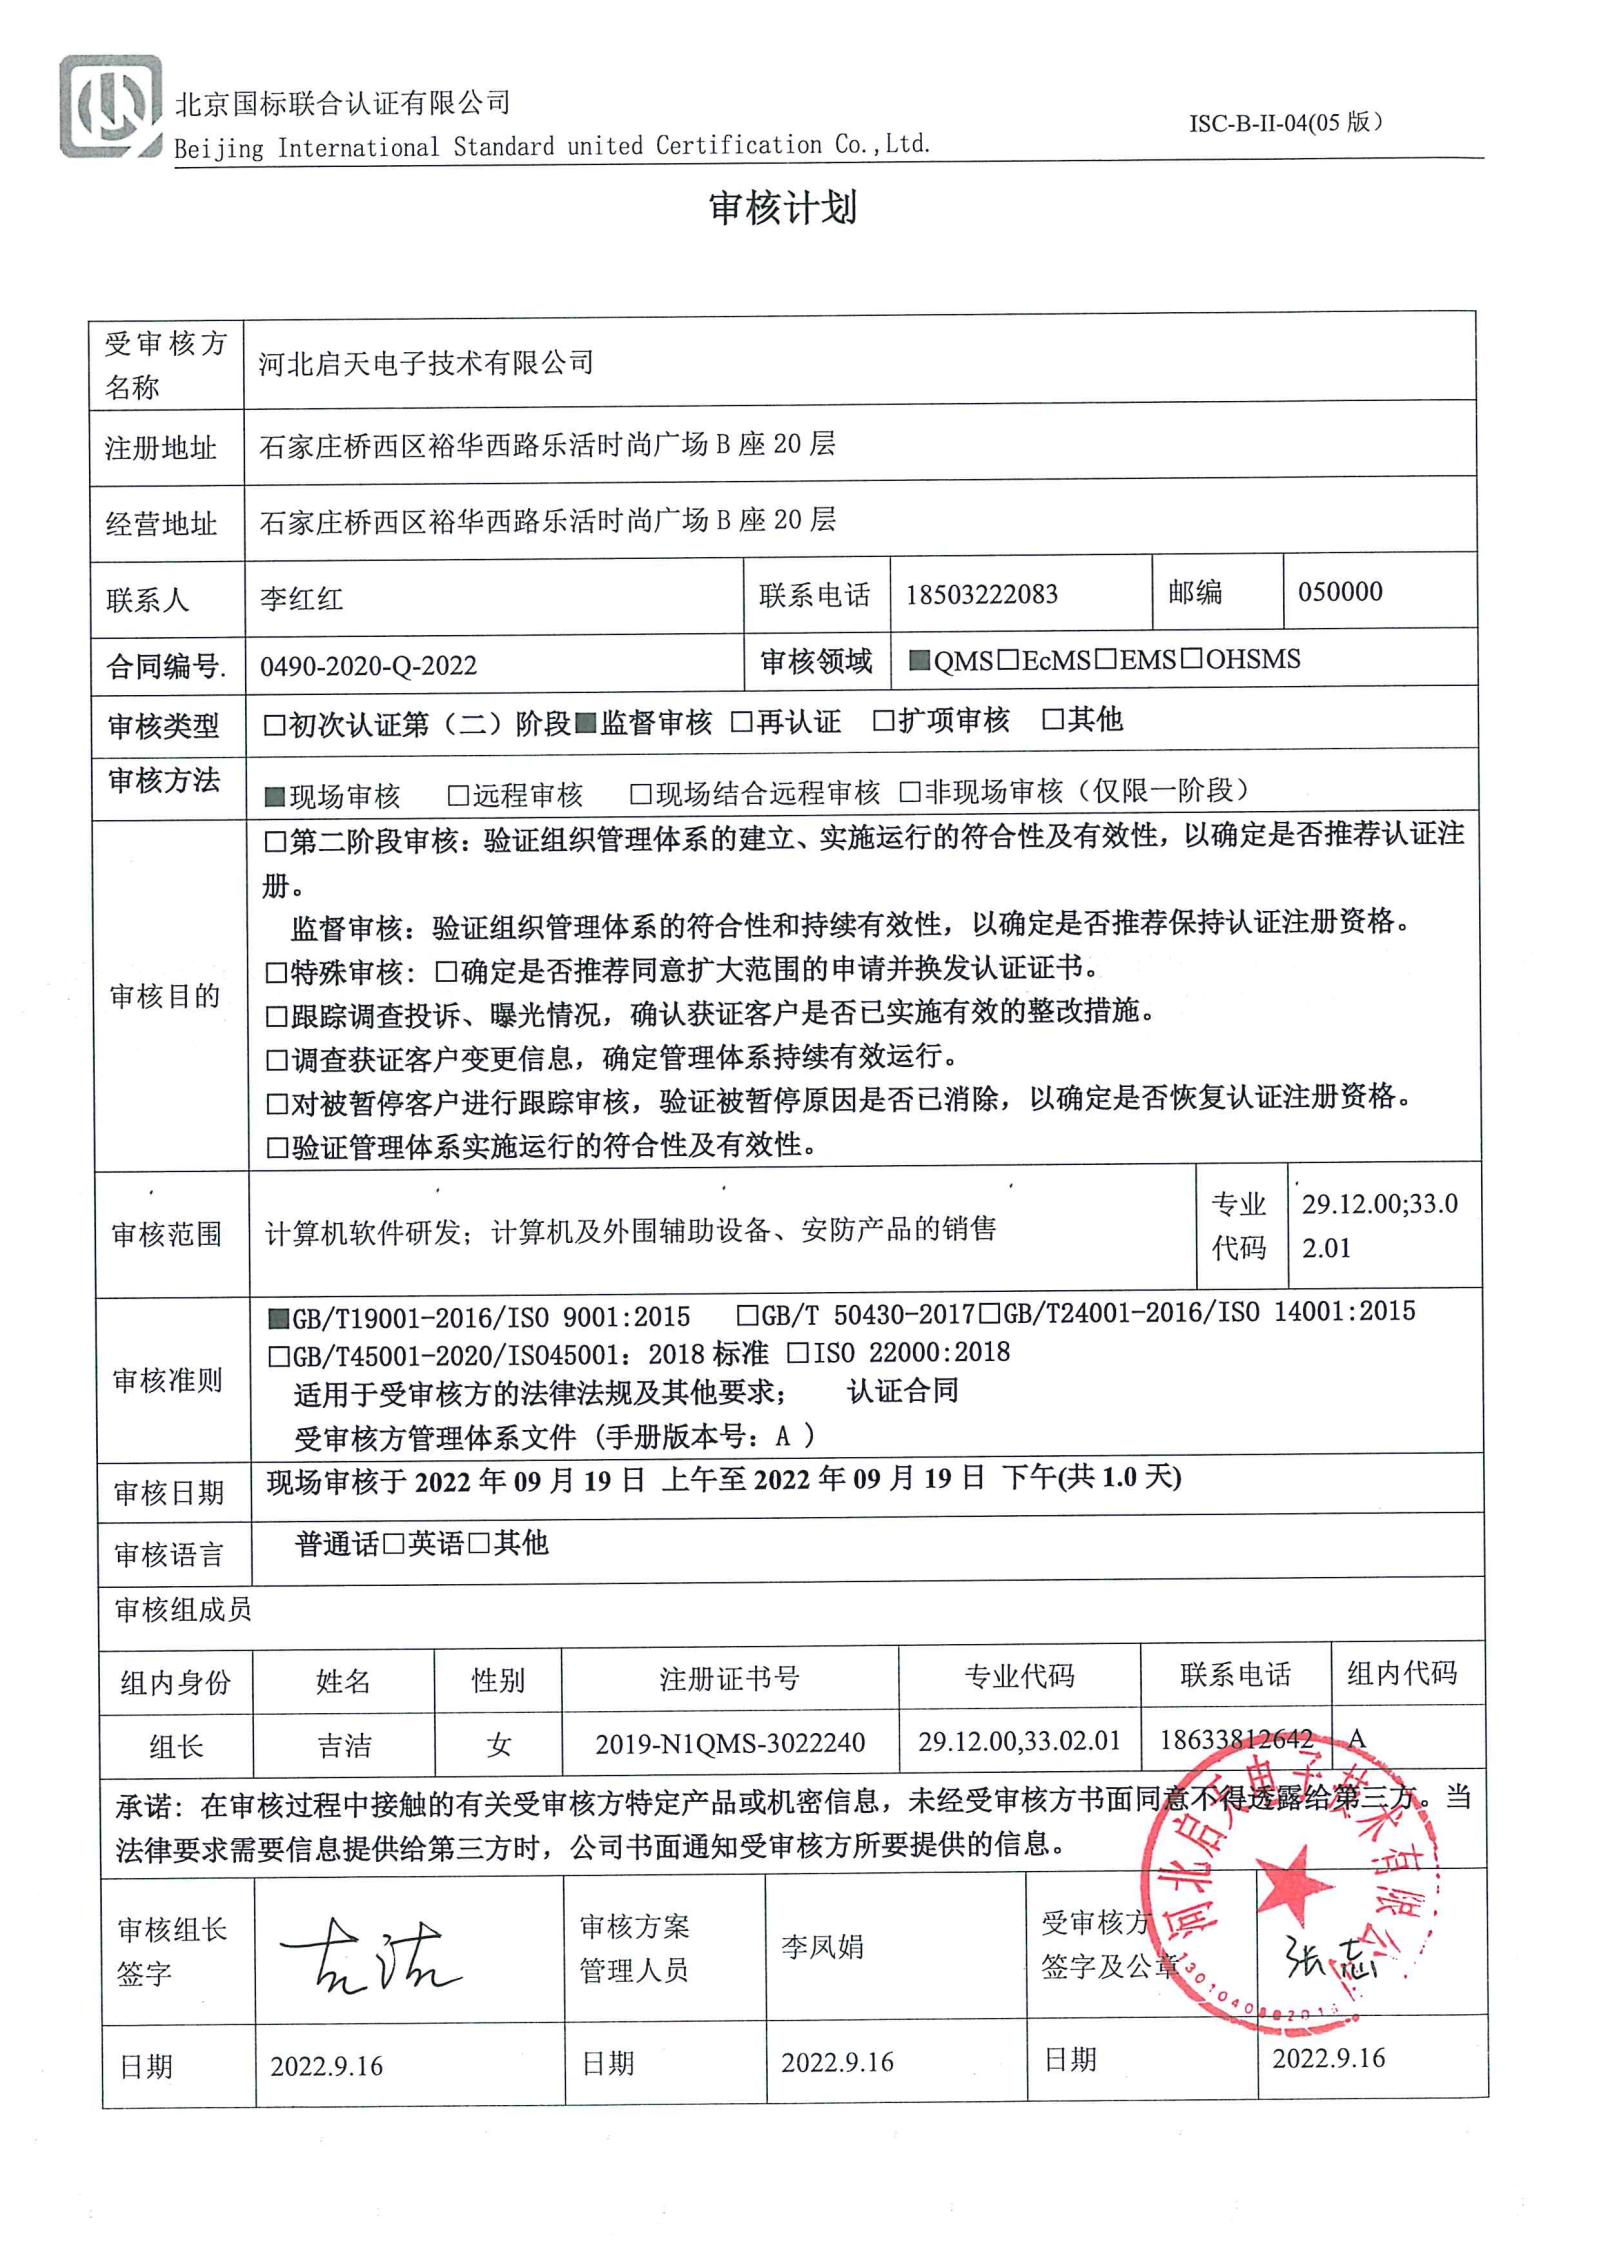 北京国标联合认证有限公司
Beijing International Standard united Certification Co.,Ltd.
ISC-B-II-04(05 版）
审核计划
受审核方
名称
河北启天电子技术有限公司
注册地址
石家庄桥西区裕华西路乐活时尚广场 B 座 20 层
经营地址
石家庄桥西区裕华西路乐活时尚广场 B 座 20 层
联系人
李红红
联系电话
18503222083
邮编
050000
合同编号.
0490-2020-Q-2022
审核领域
■QMS□EcMS□EMS□OHSMS
审核类型
□初次认证第（二）阶段■监督审核 □再认证 □扩项审核 □其他
审核方法
■现场审核 □远程审核 □现场结合远程审核 □非现场审核（仅限一阶段）
审核目的
□第二阶段审核：验证组织管理体系的建立、实施运行的符合性及有效性，以确定是否推荐认证注
册。
监督审核：验证组织管理体系的符合性和持续有效性，以确定是否推荐保持认证注册资格。
□特殊审核：□确定是否推荐同意扩大范围的申请并换发认证证书。
□跟踪调查投诉、曝光情况，确认获证客户是否已实施有效的整改措施。
□调查获证客户变更信息，确定管理体系持续有效运行。
□对被暂停客户进行跟踪审核，验证被暂停原因是否已消除，以确定是否恢复认证注册资格。
□验证管理体系实施运行的符合性及有效性。
审核范围
计算机软件研发；计算机及外围辅助设备、安防产品的销售
专业
代码
29.12.00;33.0
2.01
审核准则
■GB/T19001-2016/ISO 9001:2015 □GB/T 50430-2017□GB/T24001-2016/ISO 14001:2015
□GB/T45001-2020/ISO45001：2018 标准 □ISO 22000:2018
适用于受审核方的法律法规及其他要求； 认证合同
受审核方管理体系文件（手册版本号：A ）
审核日期
现场审核于 2022 年 09 月 19 日 上午至 2022 年 09 月 19 日 下午(共 1.0 天)
审核语言
普通话□英语□其他
审核组成员
组内身份 姓名 性别 注册证书号 专业代码 联系电话 组内代码
组长 吉洁 女 2019-N1QMS-3022240 29.12.00,33.02.01 18633812642 A
承诺：在审核过程中接触的有关受审核方特定产品或机密信息，未经受审核方书面同意不得透露给第三方。当
法律要求需要信息提供给第三方时，公司书面通知受审核方所要提供的信息。
审核组长
签字
吉洁
审核方案
管理人员
李凤娟
受审核方
签字及公章
张志
河北启天电子技术有限公司
日期
2022.9.16
日期
2022.9.16
日期
2022.9.16